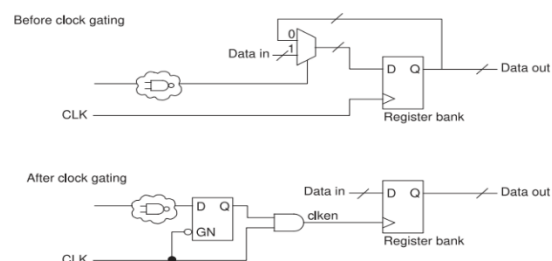 Before clock gating
0
1
Data in
D Q
Data out
CLK
Register bank
After clock gating
D Q
GN
clken
Data in
D Q
Data out
Register bank
CLK